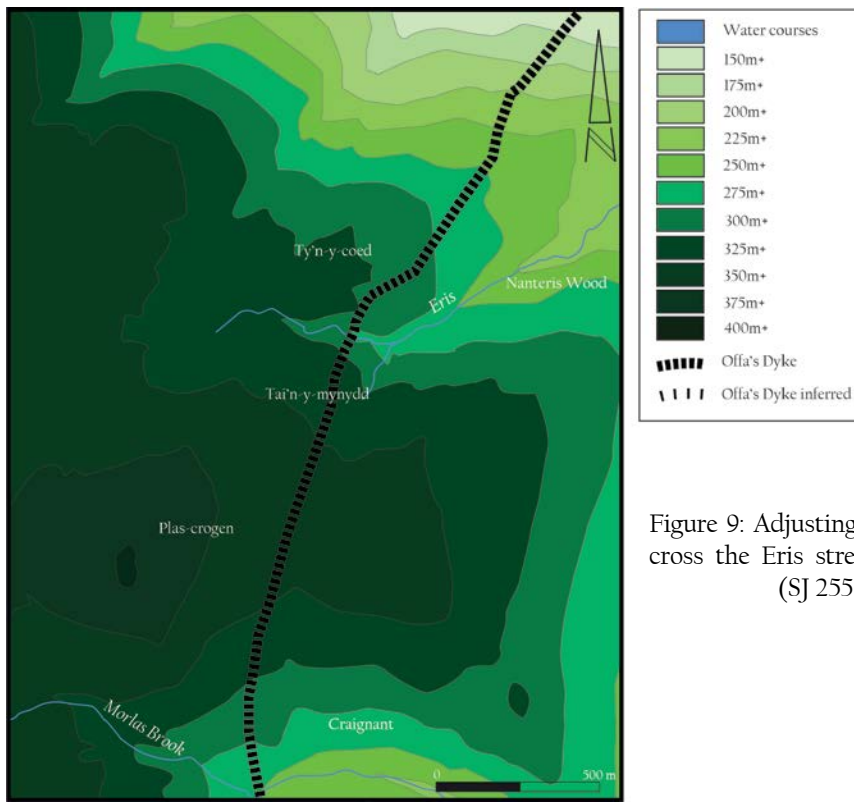 Ty'n-y-coed
Eris
Nanteris Wood
Tai'n-y-mynydd
Plas-crogen
Morlas Brook
Craignant
0
500 m
N
Water courses
150m+
175m+
200m+
225m+
250m+
275m+
300m+
325m+
350m+
375m+
400m+
Offa's Dyke
Offa's Dyke inferred
Figure 9: Adjusting
cross the Eris stre
(SJ 255